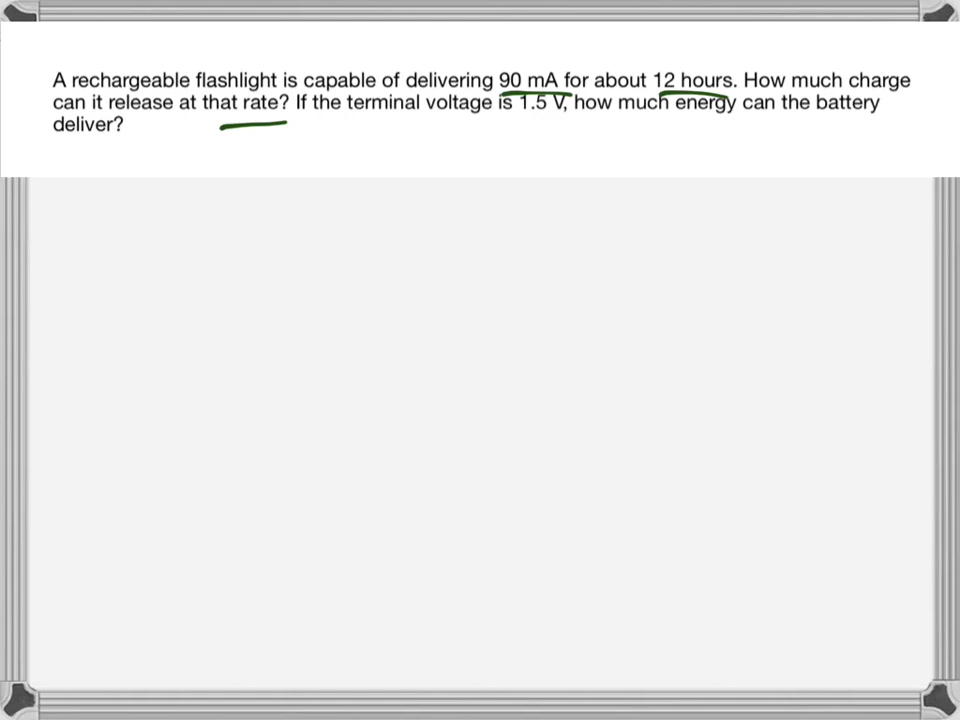 A rechargeable flashlight is capable of delivering 90 mA for about 12 hours. How much charge
can it release at that rate? If the terminal voltage is 1.5 V, how much energy can the battery
deliver?